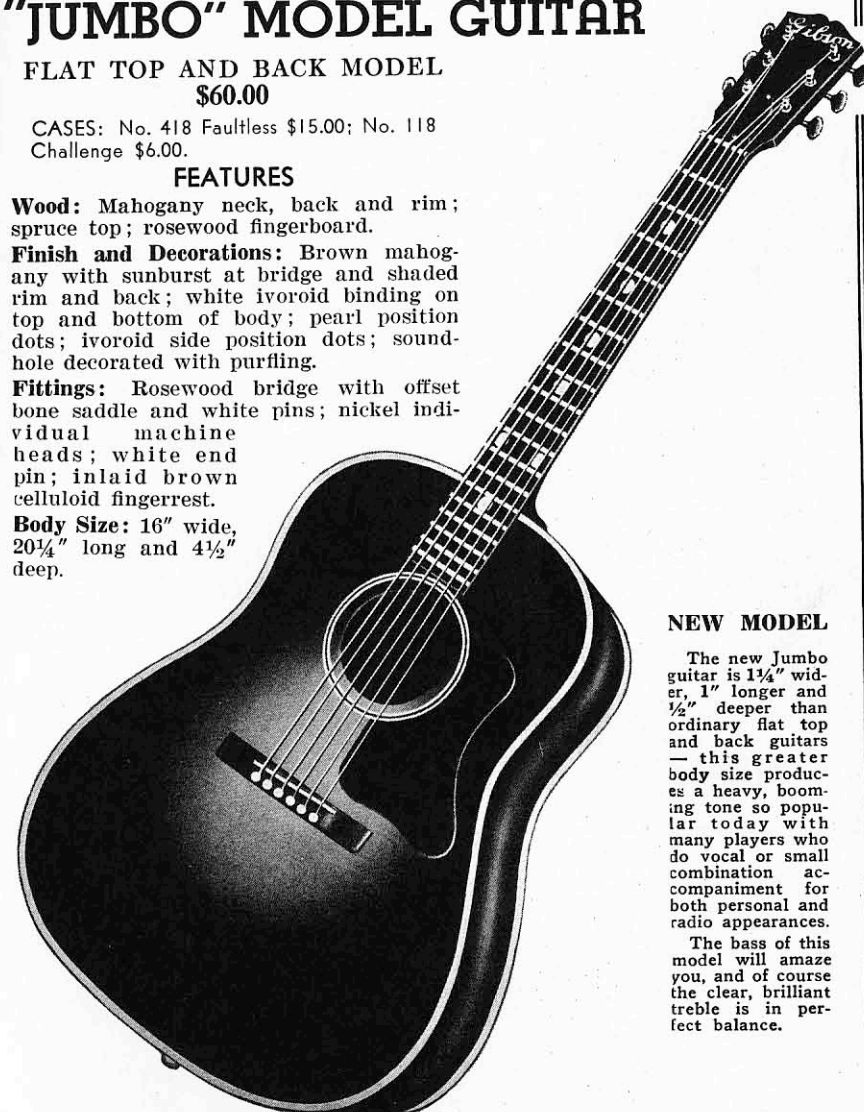 "JUMBO" MODEL GUITAR
FLAT TOP AND BACK MODEL
$60.00
CASES: No. 418 Faultless $15.00; No. 118
Challenge $6.00.
FEATURES
Wood: Mahogany neck, back and rim;
spruce top; rosewood fingerboard.
Finish and Decorations: Brown mahog-
any with sunburst at bridge and shaded
rim and back; white ivoroid binding on
top and bottom of body; pearl position
dots; ivoroid side position dots; sound-
hole decorated with purfling.
Fittings: Rosewood bridge with offset
bone saddle and white pins; nickel indi-
vidual machine
heads; white end
pin; inlaid brown
celluloid fingerrest.
Body Size: 16" wide,
20¼" long and 4½"
deep.
Gibson
NEW MODEL
The new Jumbo
guitar is 1¼" wid-
er, 1" longer and
½" deeper than
ordinary flat top
and back guitars
— this greater
body size produc-
es a heavy, boom-
ing tone so popu-
lar today with
many players who
do vocal or small
combination ac-
companiment for
both personal and
radio appearances.
The bass of this
model will amaze
you, and of course
the clear, brilliant
treble is in per-
fect balance.